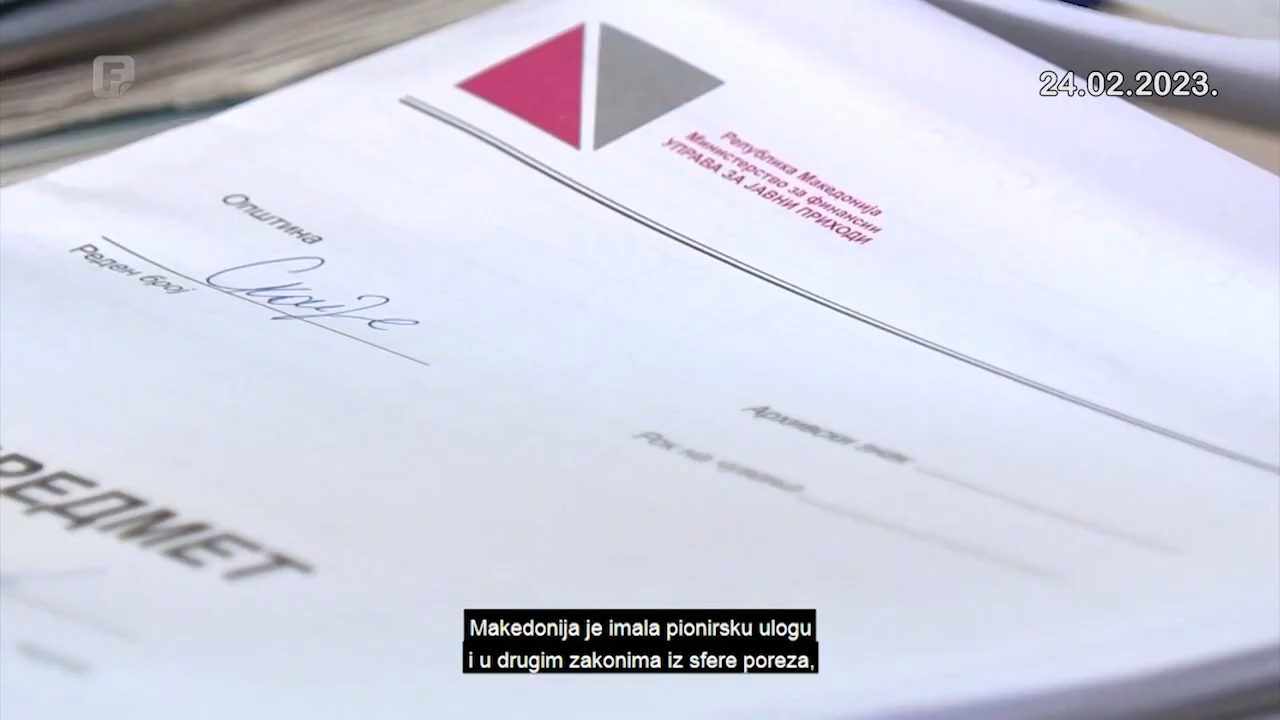 F
24.02.2023.
Република Македонија
Министерство за финансии
УПРАВА ЗА ЈАВНИ ПРИХОДИ
Општина
Скопје
Реден број
Архивски знак
Рок на чување
РЕДМЕТ
Makedonija je imala pionirsku ulogu
i u drugim zakonima iz sfere poreza,